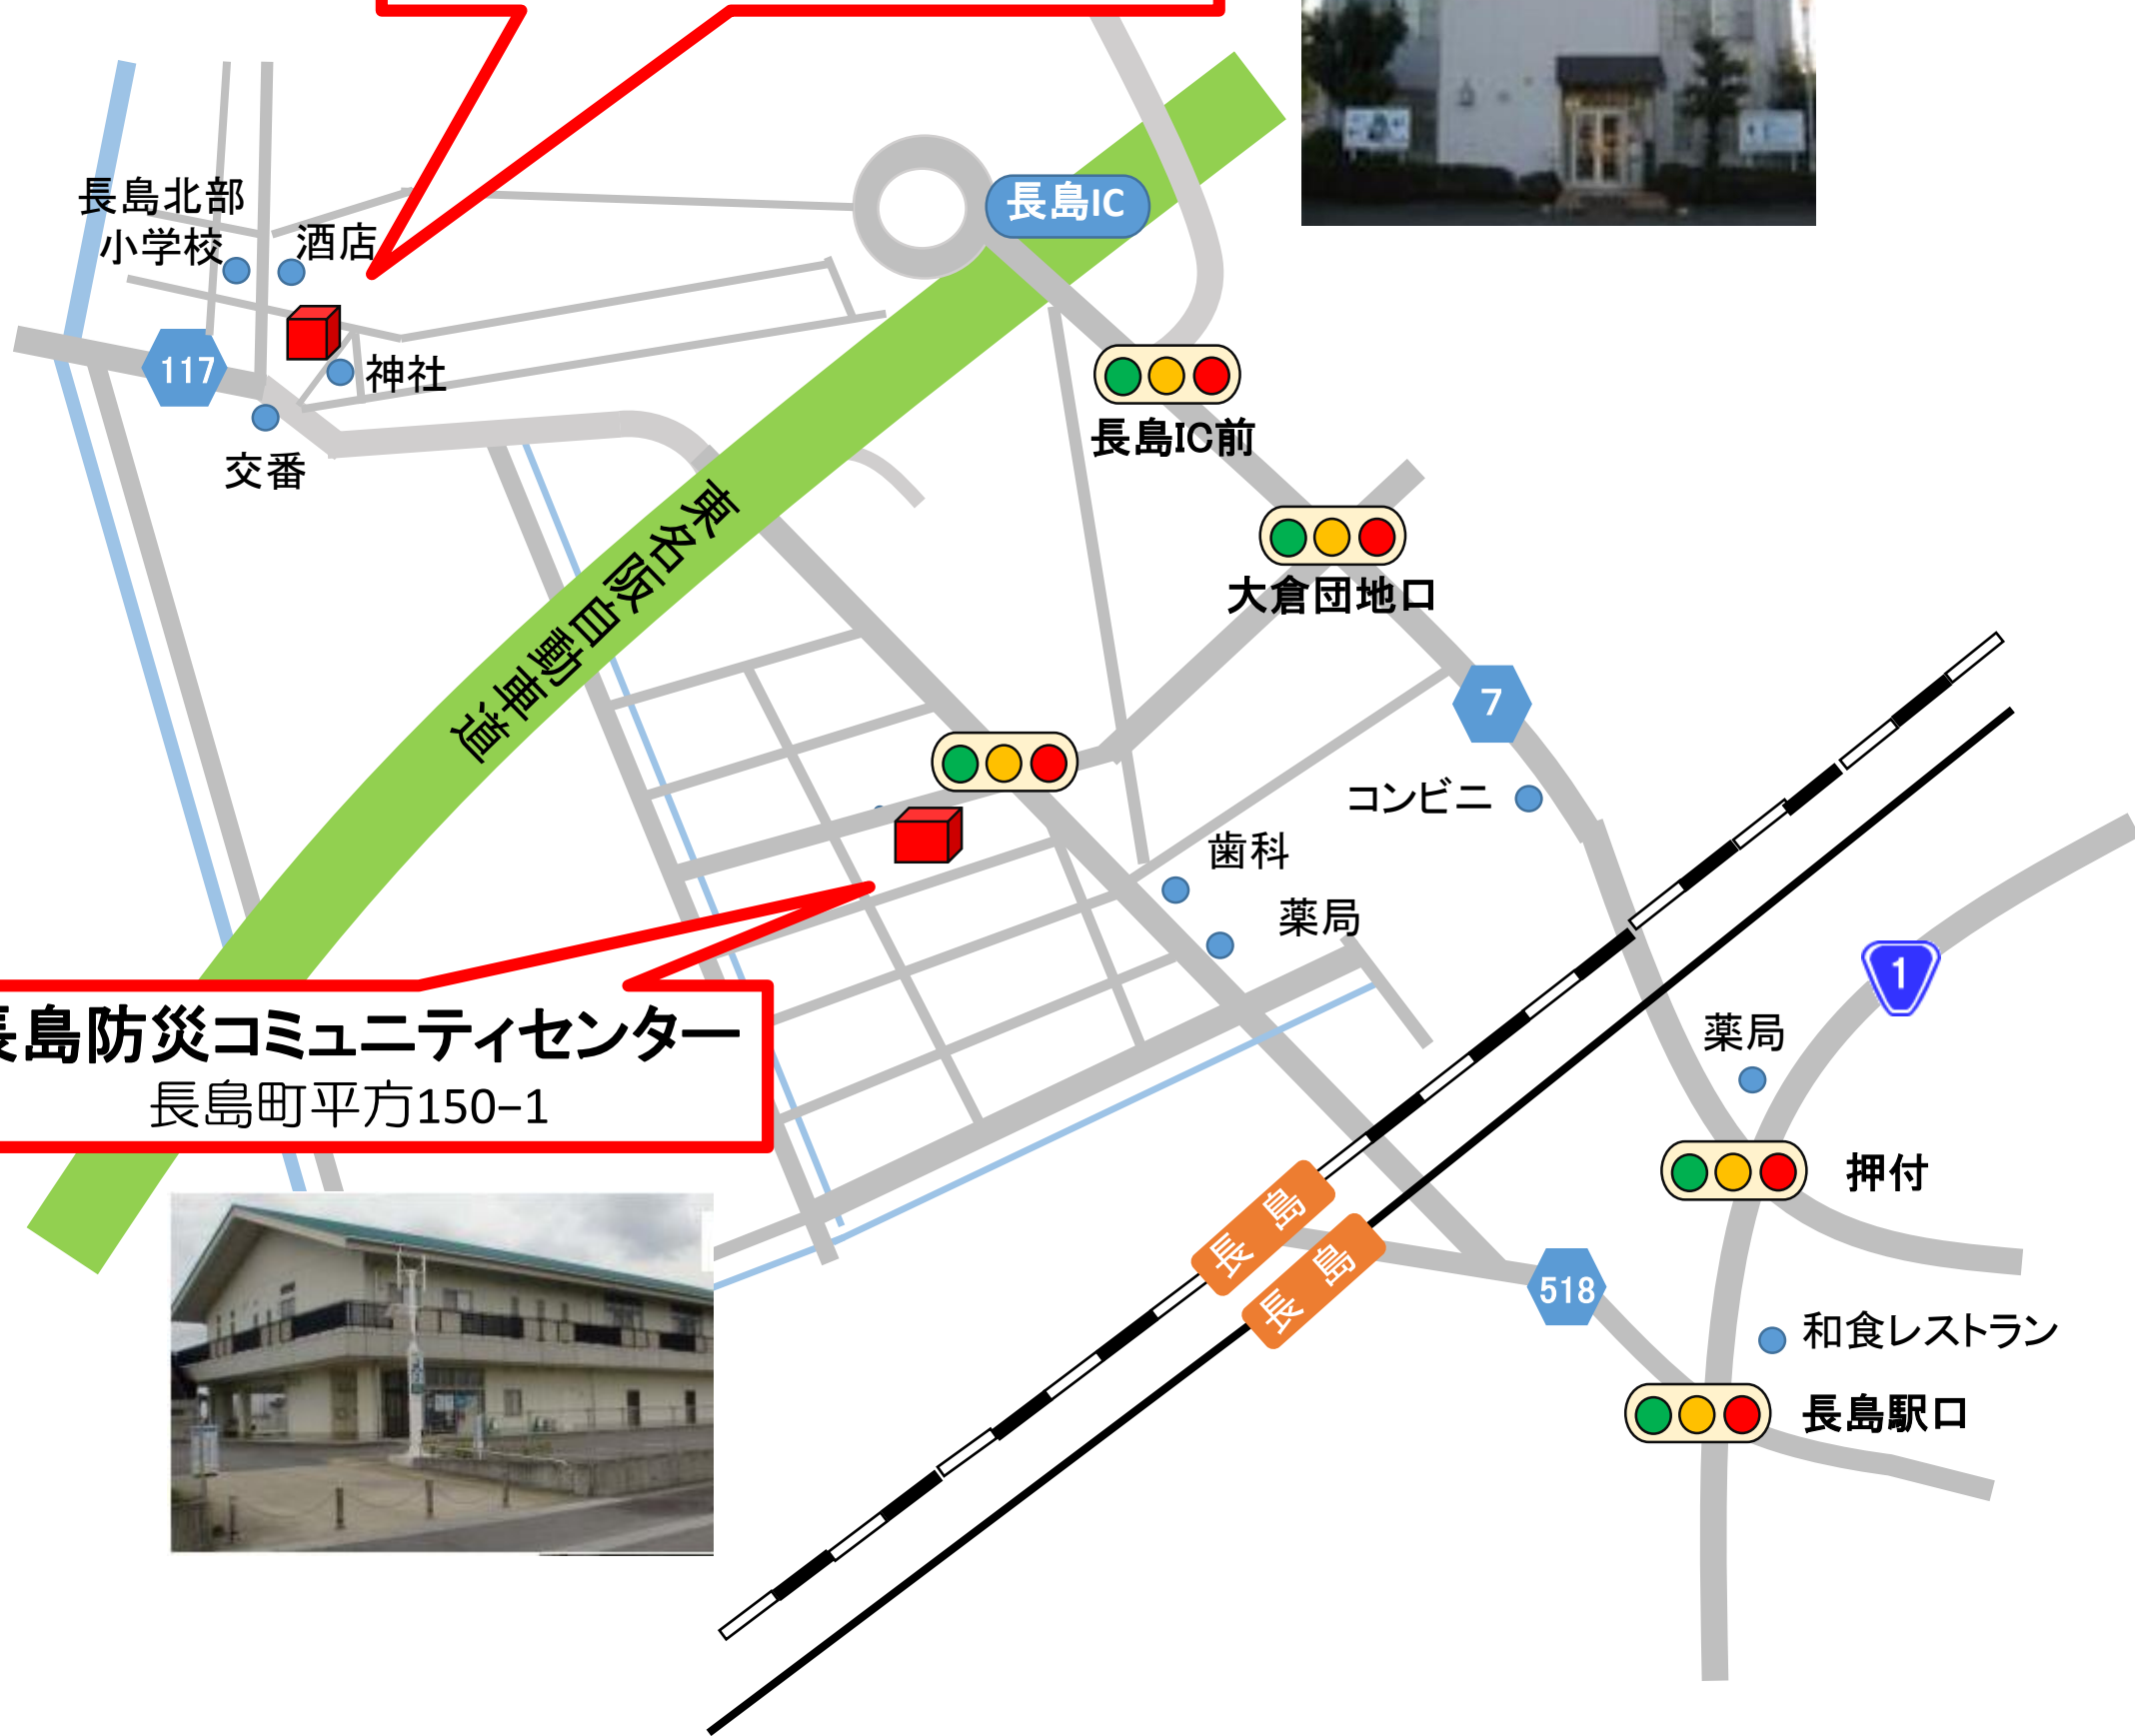 長島IC
長島北部
小学校
酒店
117
神社
交番
長島IC前
東名阪自動車道
大倉団地口
7
コンビニ
歯科
薬局
1
長島防災コミュニティセンター
長島町平方150−1
薬局
押付
長島
長島
518
和食レストラン
長島駅口